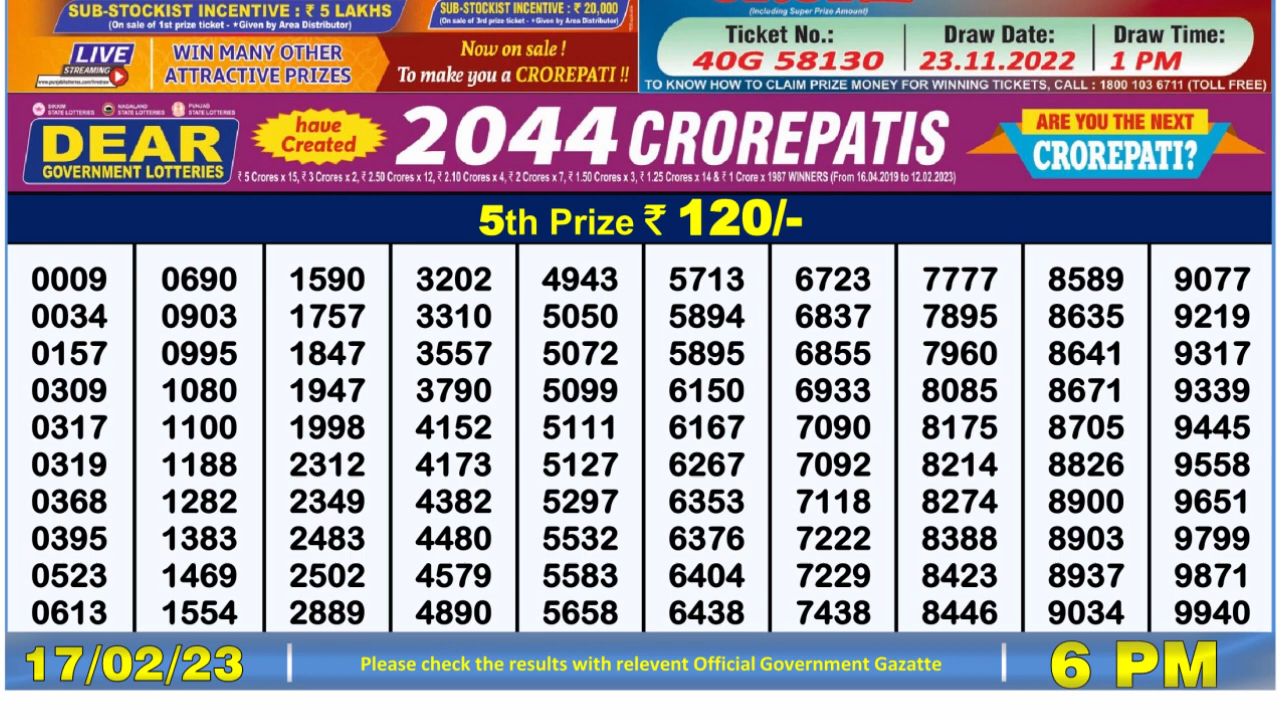 SUB-STOCKIST INCENTIVE : ₹ 5 LAKHS
(On sale of 1st prize ticket - *Given by Area Distributor)
SUB-STOCKIST INCENTIVE : ₹ 20,000
(On sale of 3rd prize ticket - *Given by Area Distributor)
LIVE
STREAMING
WIN MANY OTHER
ATTRACTIVE PRIZES
Now on sale !
To make you a CROREPATI !!
(Including Super Prize Amount)
Ticket No.: Draw Date: Draw Time:
40G 58130 23.11.2022 1 PM
TO KNOW HOW TO CLAIM PRIZE MONEY FOR WINNING TICKETS, CALL : 1800 103 6711 (TOLL FREE)
SIKKIM STATE LOTTERIES NAGALAND STATE LOTTERIES PUNJAB STATE LOTTERIES
DEAR
GOVERNMENT LOTTERIES
have
Created
2044 CROREPATIS
₹ 5 Crores x 15, ₹ 3 Crores x 2, ₹ 2.50 Crores x 12, ₹ 2.10 Crores x 4, ₹ 2 Crores x 7, ₹ 1.50 Crores x 3, ₹ 1.25 Crores x 14 & ₹ 1 Crore x 1987 WINNERS (From 16.04.2019 to 12.02.2023)
ARE YOU THE NEXT
CROREPATI?
5th Prize ₹ 120/-
0009 0690 1590 3202 4943 5713 6723 7777 8589 9077
0034 0903 1757 3310 5050 5894 6837 7895 8635 9219
0157 0995 1847 3557 5072 5895 6855 7960 8641 9317
0309 1080 1947 3790 5099 6150 6933 8085 8671 9339
0317 1100 1998 4152 5111 6167 7090 8175 8705 9445
0319 1188 2312 4173 5127 6267 7092 8214 8826 9558
0368 1282 2349 4382 5297 6353 7118 8274 8900 9651
0395 1383 2483 4480 5532 6376 7222 8388 8903 9799
0523 1469 2502 4579 5583 6404 7229 8423 8937 9871
0613 1554 2889 4890 5658 6438 7438 8446 9034 9940
17/02/23 Please check the results with relevent Official Government Gazatte 6 PM